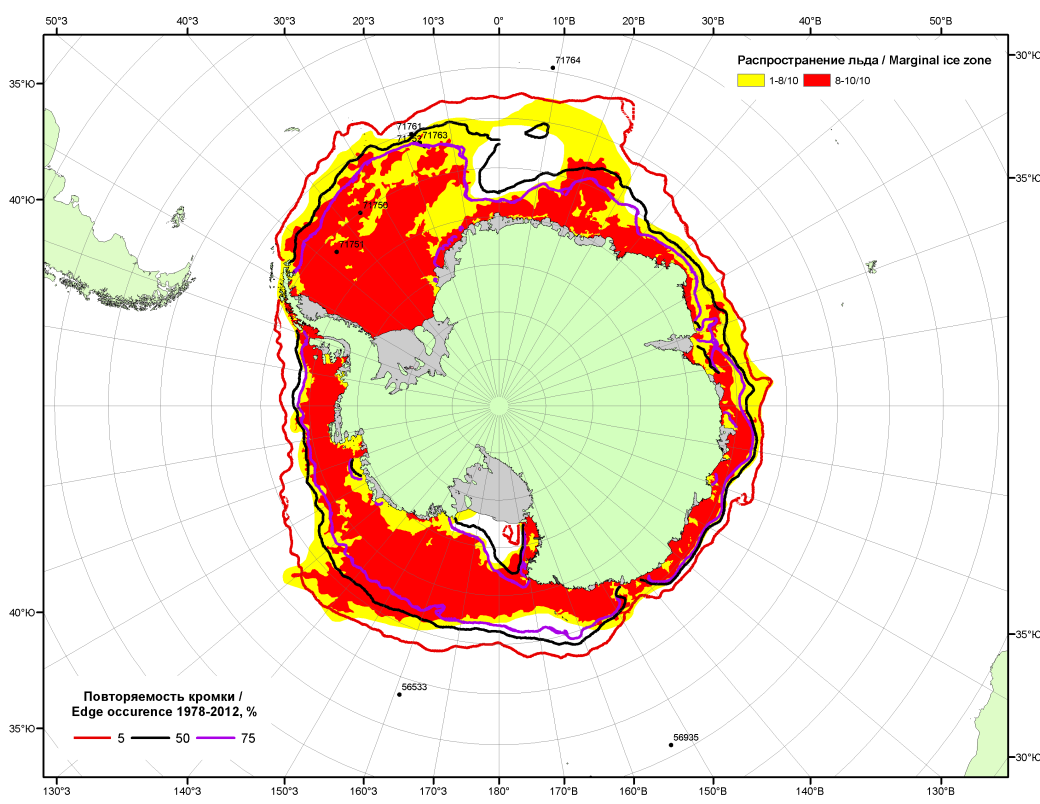 50°З 40°З 30°З 20°З 10°З 0° 10°В 20°В 30°В 40°В 50°В
30°Ю
71764
Распространение льда / Marginal ice zone
1-8/10 8-10/10
35°Ю
71761
71763
35°Ю
40°Ю
71750
71751
40°Ю
35°Ю
56533
Повторяемость кромки /
Edge occurence 1978-2012, %
5 50 75
35°Ю
56935
30°Ю
130°З 140°З 150°З 160°З 170°З 180° 170°В 160°В 150°В 140°В 130°В